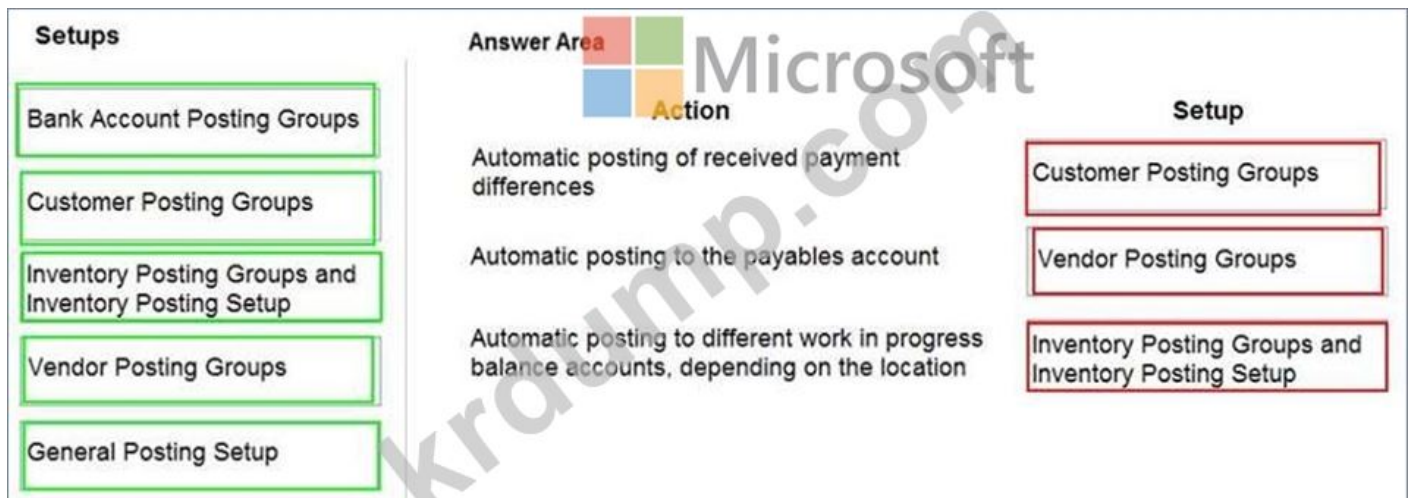 Setups
Bank Account Posting Groups
Customer Posting Groups
Inventory Posting Groups and
Inventory Posting Setup
Vendor Posting Groups
General Posting Setup
Answer Area
Microsoft
Action
Setup
Automatic posting of received payment
differences
Customer Posting Groups
Automatic posting to the payables account
Vendor Posting Groups
Automatic posting to different work in progress
balance accounts, depending on the location
Inventory Posting Groups and
Inventory Posting Setup
krdump.com